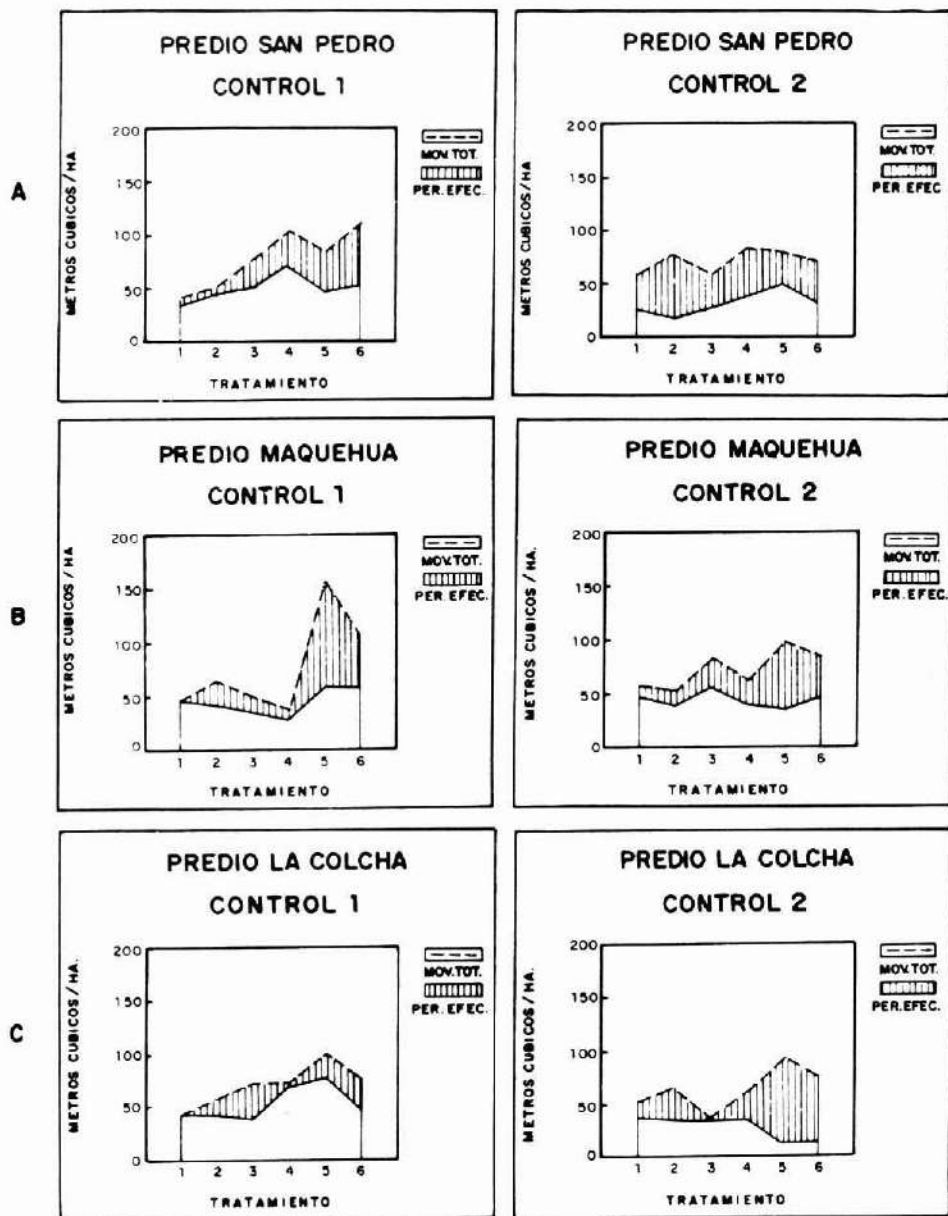 A
PREDIO SAN PEDRO
CONTROL 1
METROS CUBICOS/HA.
200
150
100
50
0
1 2 3 4 5 6
TRATAMIENTO
MOV.TOT.
PER.EFEC.
PREDIO SAN PEDRO
CONTROL 2
METROS CUBICOS/HA
200
150
100
50
0
1 2 3 4 5 6
TRATAMIENTO
MOV.TOT.
PER.EFEC
B
PREDIO MAQUEHUA
CONTROL 1
METROS CUBICOS / HA
200
150
100
50
0
1 2 3 4 5 6
TRATAMIENTO
MOV.TOT.
PER.EFEC.
PREDIO MAQUEHUA
CONTROL 2
METROS CUBICOS / HA.
200
150
100
50
0
1 2 3 4 5 6
TRATAMIENTO
MOV.TOT.
PER.EFEC.
C
PREDIO LA COLCHA
CONTROL 1
METROS CUBICOS / HA.
200
150
100
50
0
1 2 3 4 5 6
TRATAMIENTO
MOV.TOT.
PER.EFEC.
PREDIO LA COLCHA
CONTROL 2
METROS CUBICOS/HA.
200
150
100
50
0
1 2 3 4 5 6
TRATAMIENTO
MOV.TOT.
PER.EFEC.